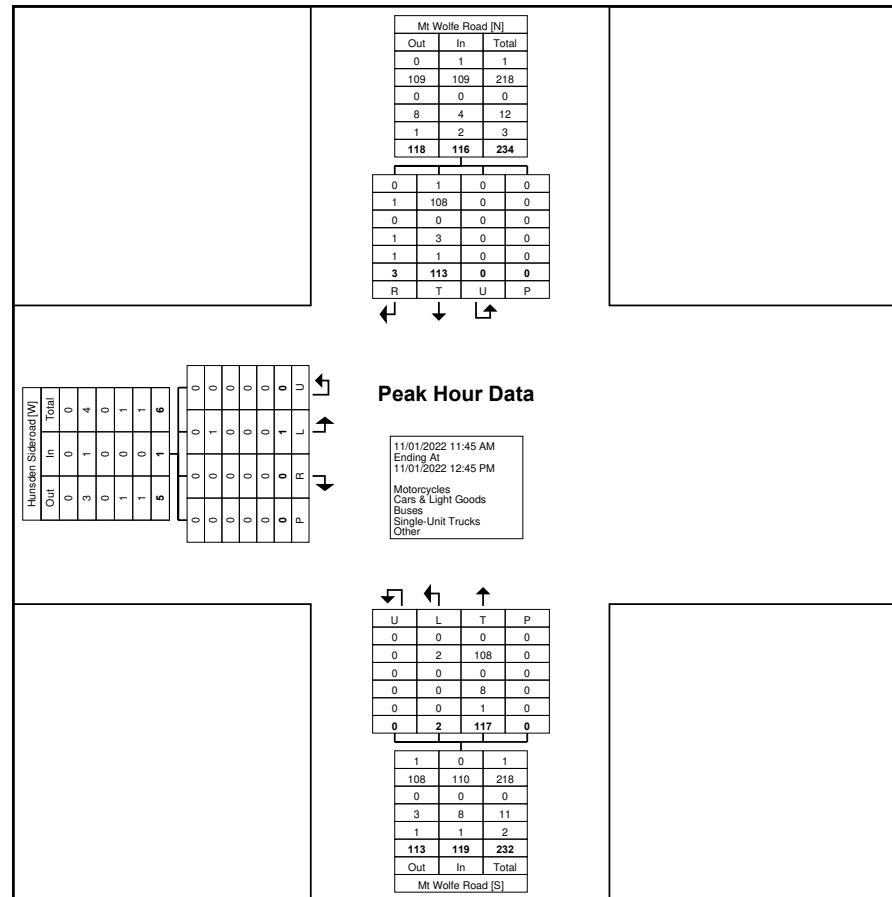 Mt Wolfe Road [N]
Out In Total
0 1 1
109 109 218
0 0 0
8 4 12
1 2 3
118 116 234
0 1 0 0
1 108 0 0
0 0 0 0
1 3 0 0
1 1 0 0
3 113 0 0
R T U P
Hunsden Sideroad [W]
Out In Total
0 0 0
3 1 4
0 0 0
1 0 1
1 0 1
5 1 6
0 0 0 0
0 0 1 0
0 0 0 0
0 0 0 0
0 0 0 0
0 0 1 0
P R L U
Peak Hour Data
11/01/2022 11:45 AM
Ending At
11/01/2022 12:45 PM
Motorcycles
Cars & Light Goods
Buses
Single-Unit Trucks
Other
U L T P
0 0 0 0
0 2 108 0
0 0 0 0
0 0 8 0
0 0 1 0
0 2 117 0
1 0 1
108 110 218
0 0 0
3 8 11
1 1 2
113 119 232
Out In Total
Mt Wolfe Road [S]